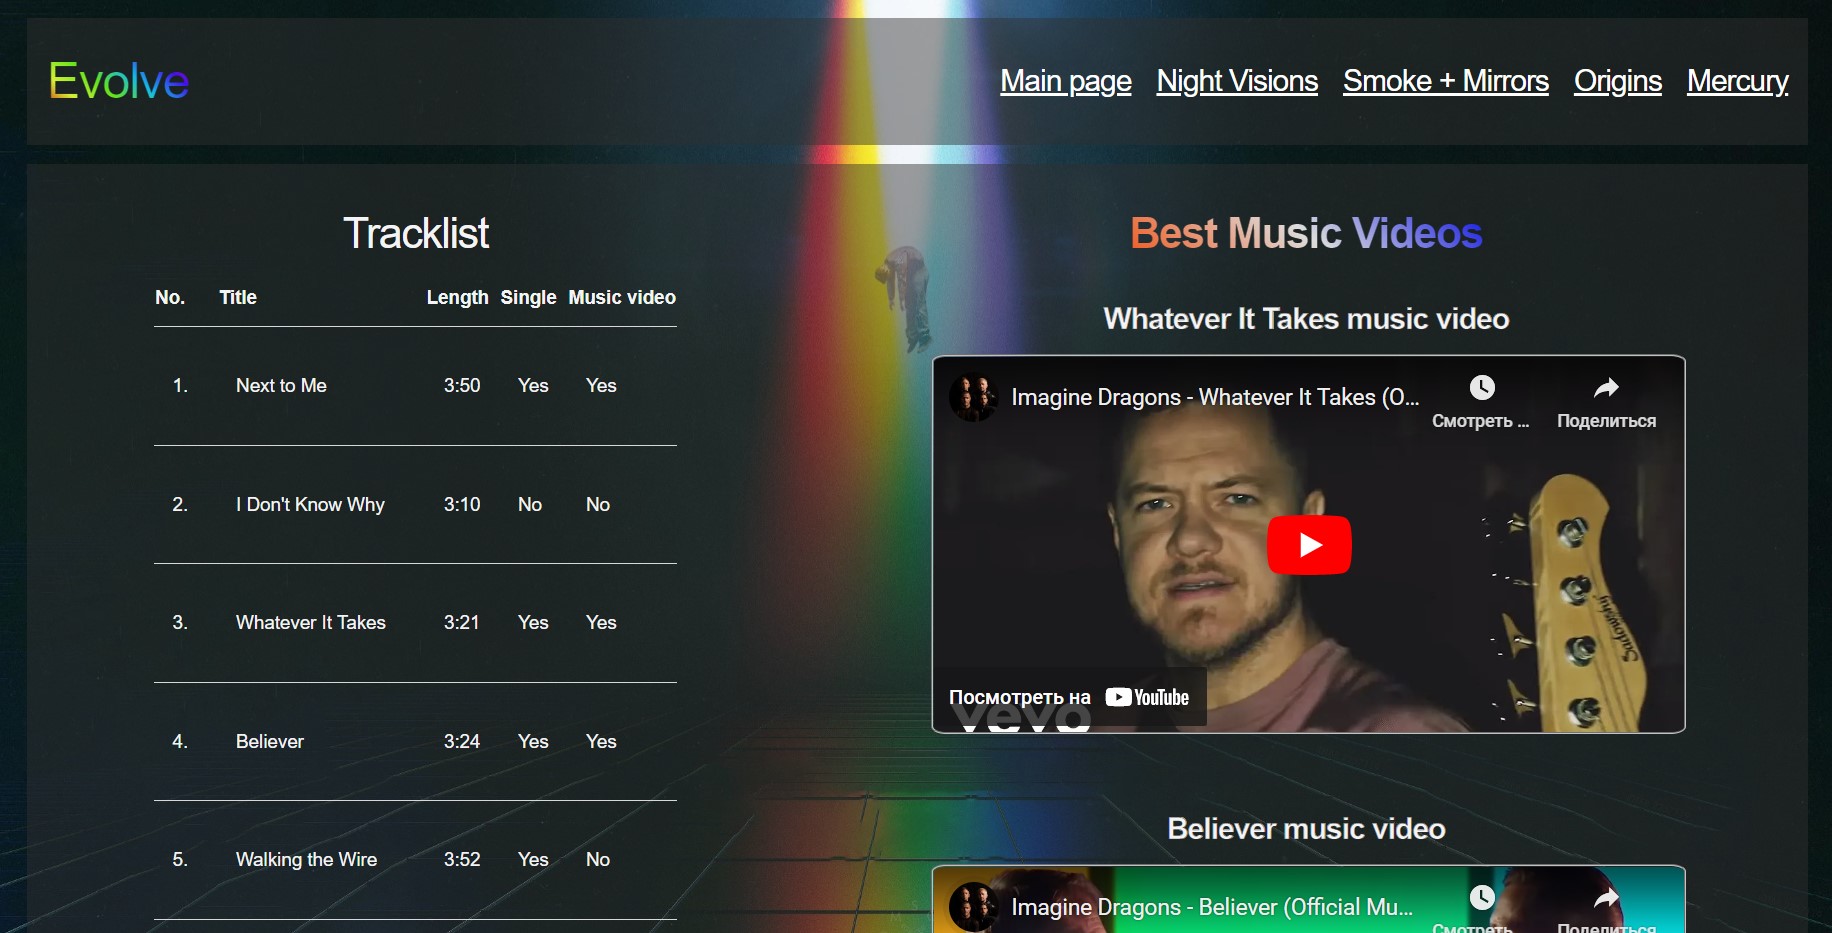 Evolve
Main page Night Visions Smoke + Mirrors Origins Mercury
Tracklist
No. Title Length Single Music video
1. Next to Me 3:50 Yes Yes
2. I Don't Know Why 3:10 No No
3. Whatever It Takes 3:21 Yes Yes
4. Believer 3:24 Yes Yes
5. Walking the Wire 3:52 Yes No
Best Music Videos
Whatever It Takes music video
Imagine Dragons - Whatever It Takes (O...
Смотреть ...
Поделиться
Sadowsky
Посмотреть на YouTube
vevo
Believer music video
Imagine Dragons - Believer (Official Mu...
Смотреть
Поделиться